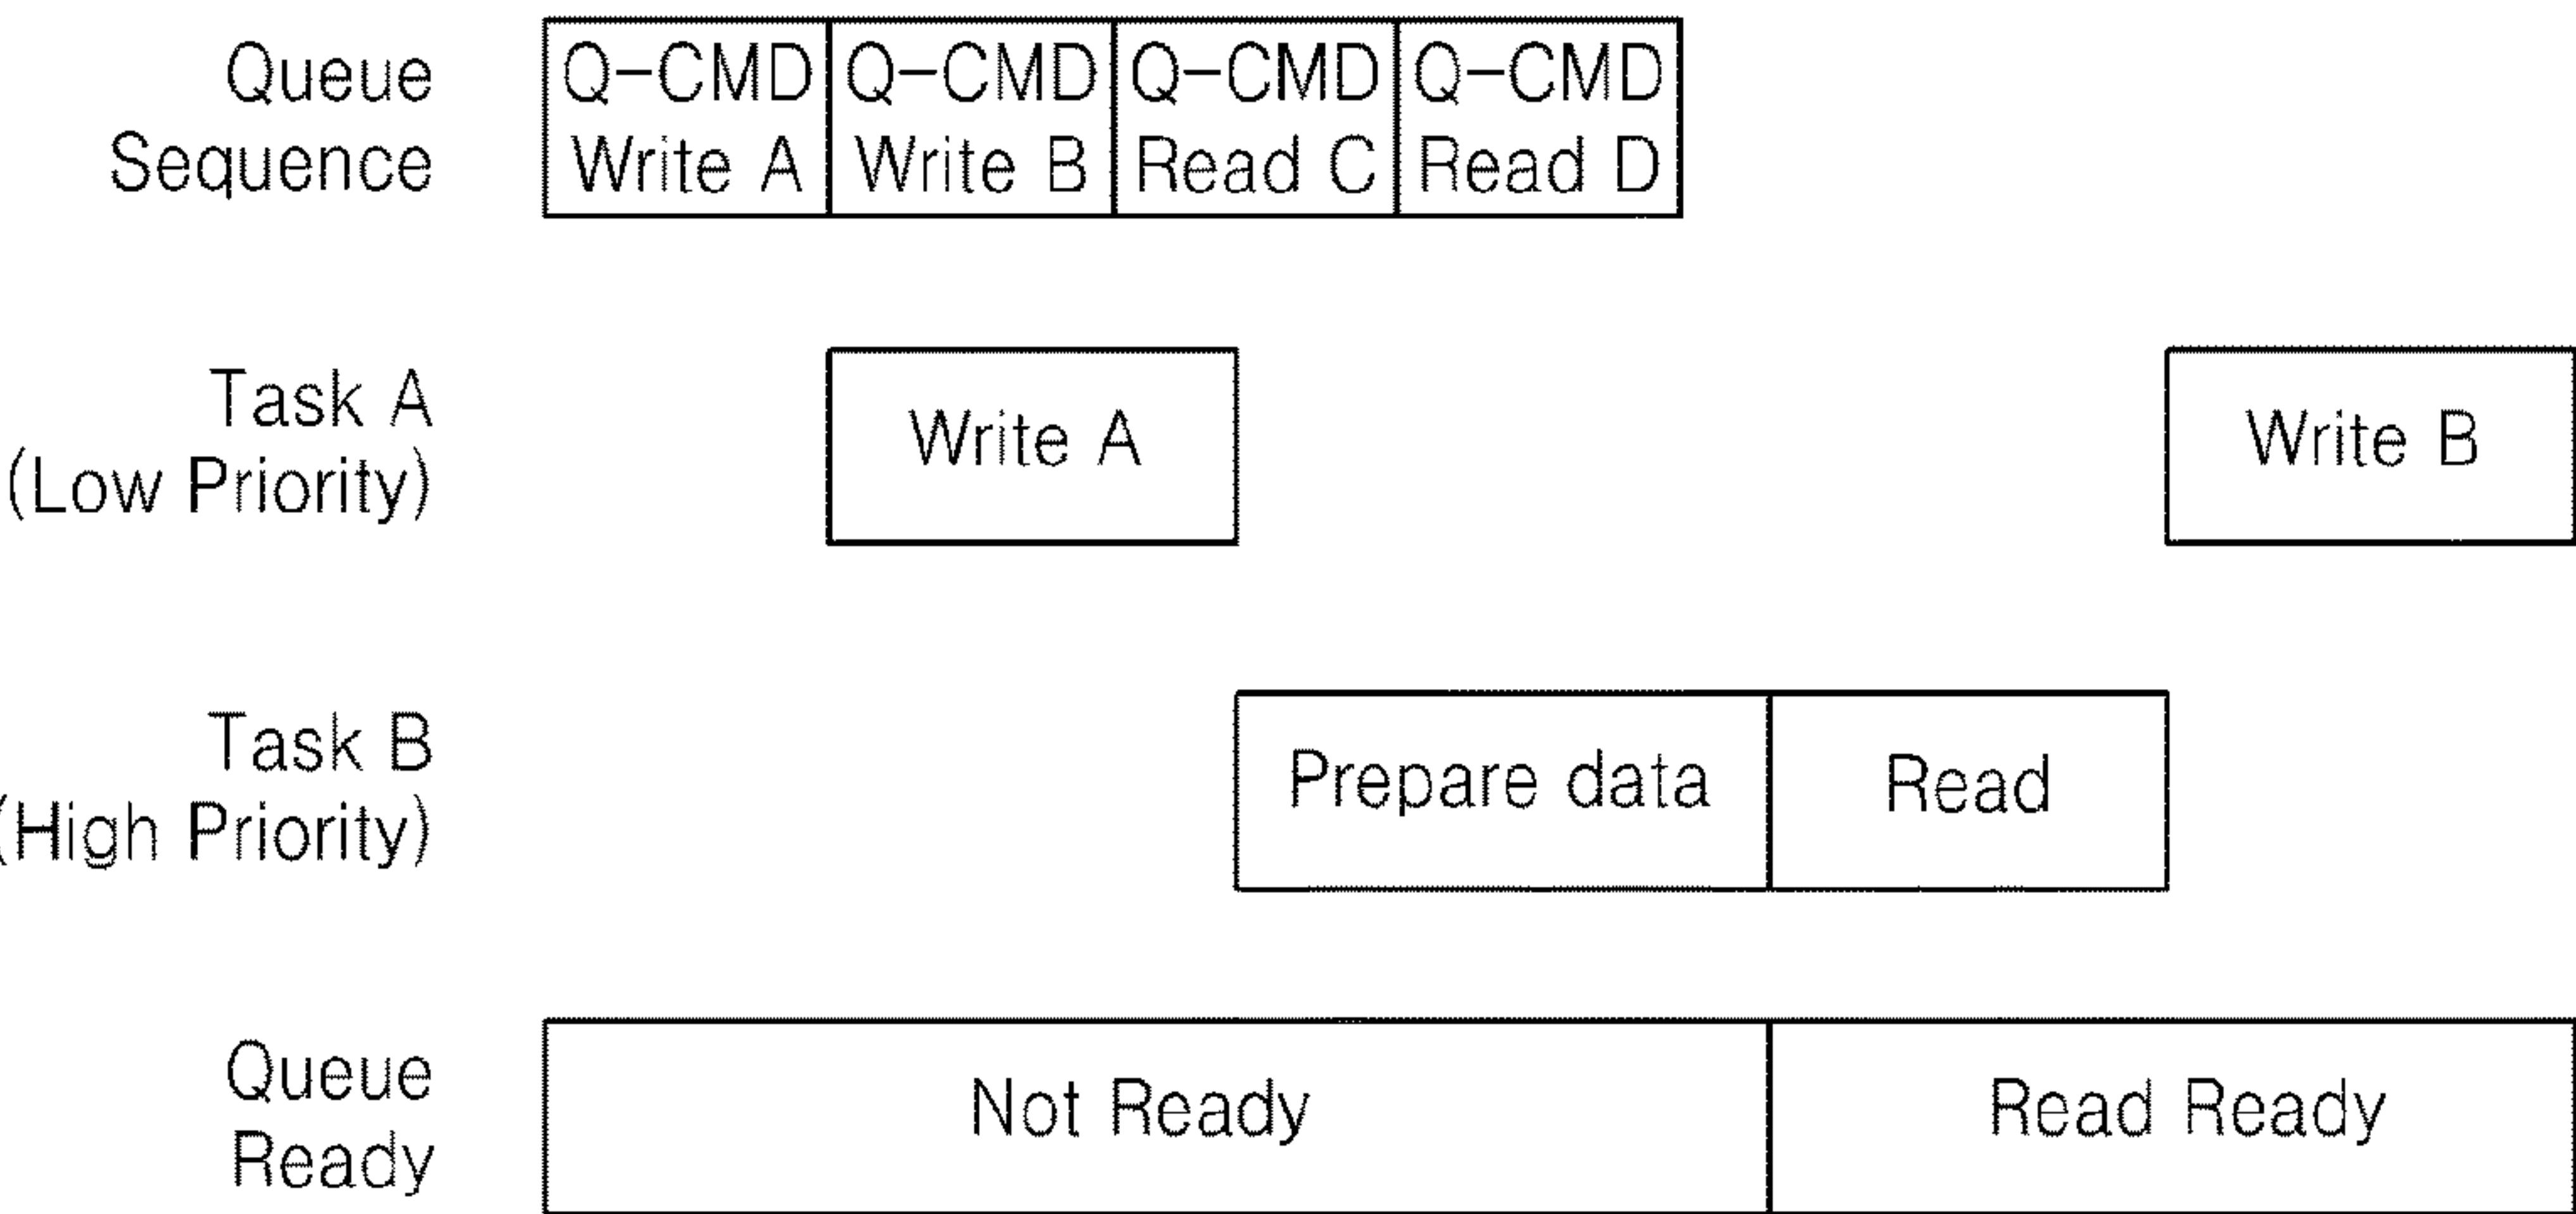 Queue
Sequence
Q-CMD Q-CMD Q-CMD Q-CMD
Write A Write B Read C Read D
Task A
(Low Priority)
Write A
Write B
Task B
(High Priority)
Prepare data
Read
Queue
Ready
Not Ready
Read Ready